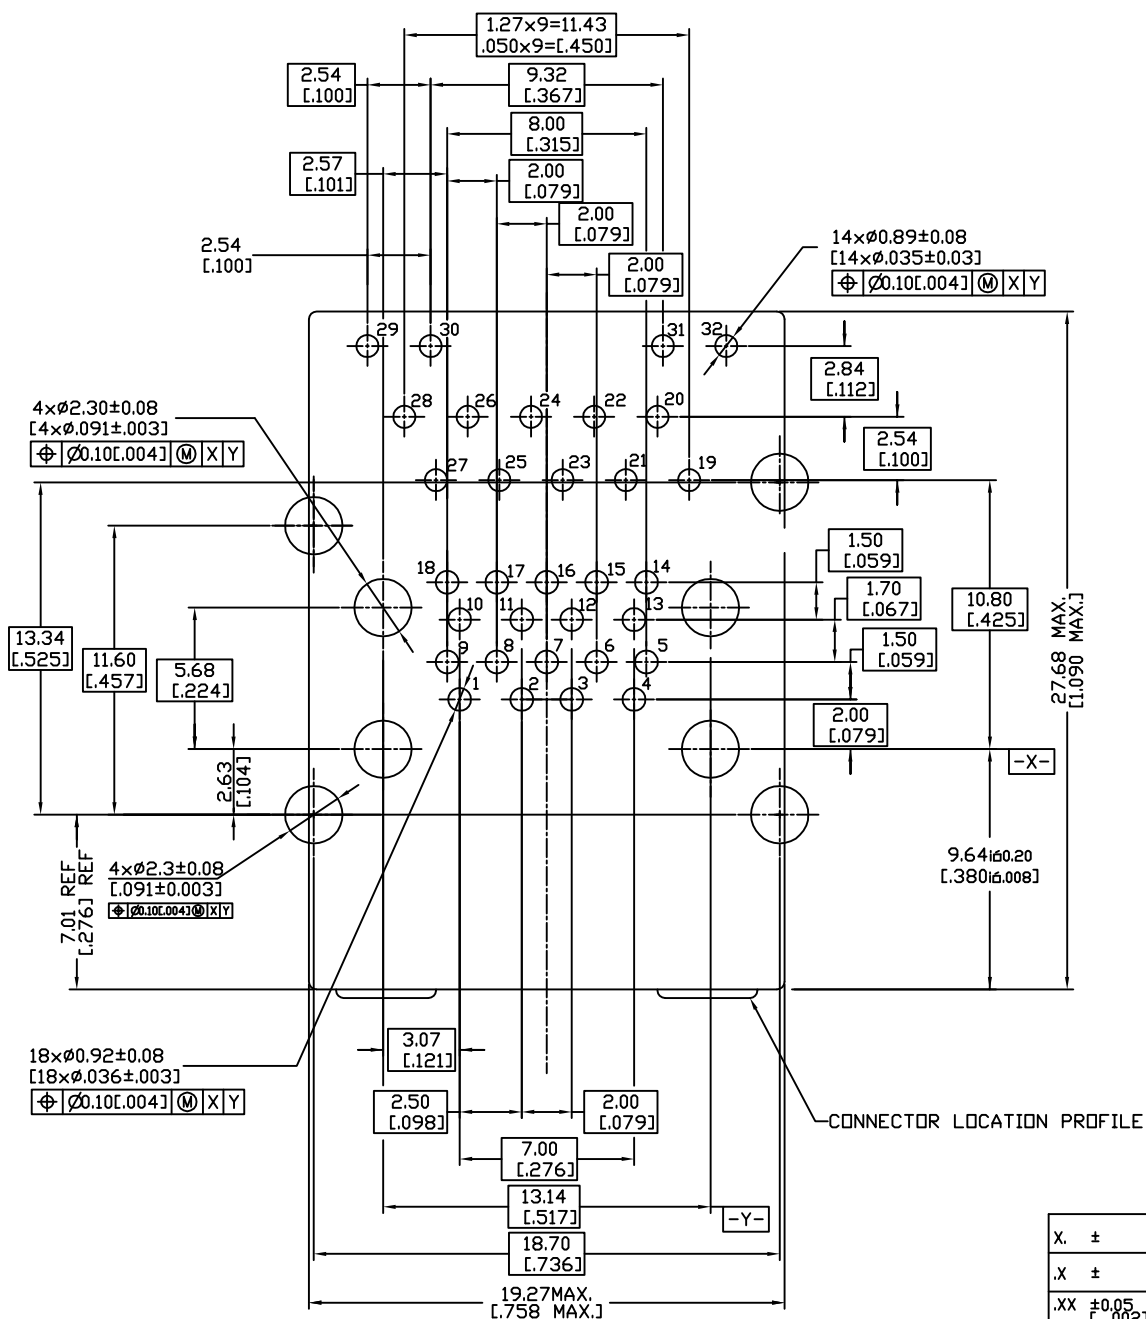 1.27x9=11.43
.050x9=[.450]
2.54
[.100]
9.32
[.367]
8.00
[.315]
2.57
[.101]
2.00
[.079]
2.00
[.079]
2.54
[.100]
2.00
[.079]
14xø0.89±0.08
[14xø.035±0.03]
⌖ Ø0.10[.004] Ⓜ X Y
29 30 31 32
2.84
[.112]
28 26 24 22 20
4xø2.30±0.08
[4xø.091±.003]
⌖ Ø0.10[.004] Ⓜ X Y
2.54
[.100]
27 25 23 21 19
1.50
[.059]
18 17 16 15 14
1.70
[.067]
10 11 12 13
10.80
[.425]
13.34
[.525]
11.60
[.457]
5.68
[.224]
1.50
[.059]
27.68 MAX.
[1.090 MAX.]
9 8 7 6 5
1 2 3 4
2.00
[.079]
2.63
[.104]
-X-
7.01 REF
[.276] REF
4xø2.3±0.08
[.091±0.003]
⌖ Ø0.10[.004] Ⓜ X Y
9.64ié0.20
[.380ié.008]
3.07
[.121]
18xø0.92±0.08
[18xø.036±.003]
⌖ Ø0.10[.004] Ⓜ X Y
2.50
[.098]
2.00
[.079]
CONNECTOR LOCATION PROFILE
7.00
[.276]
13.14
[.517]
-Y-
18.70
[.736]
19.27MAX.
[.758 MAX.]
X. ±
.X ±
.XX ±0.05